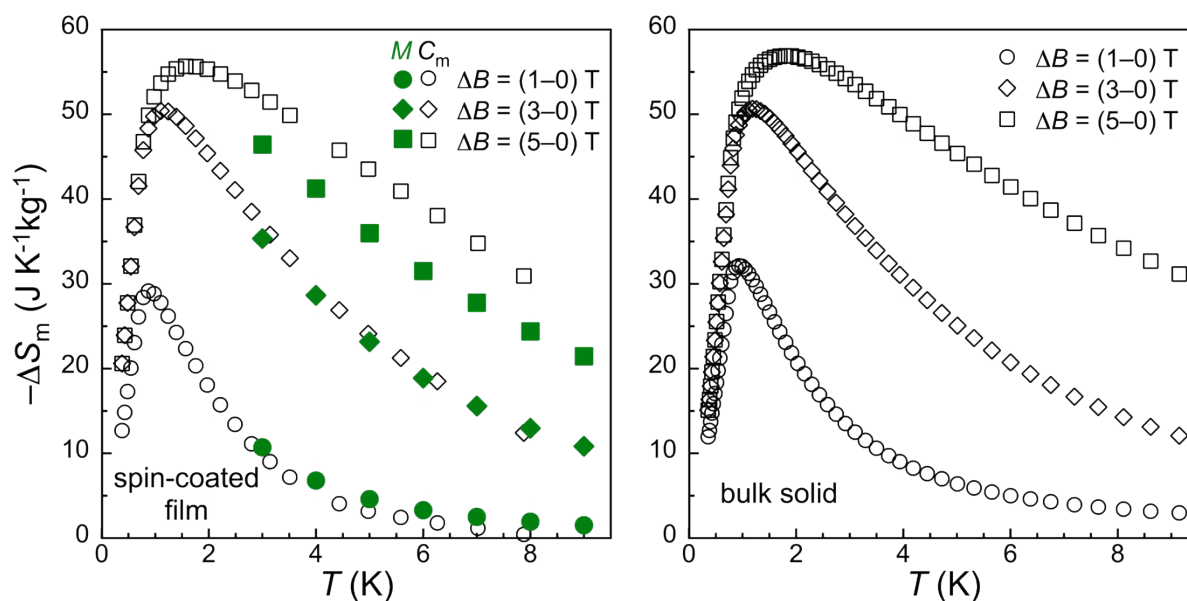 −ΔSm (J K-1kg-1)
60
50
40
30
20
10
0
M Cm
ΔB = (1–0) T
ΔB = (3–0) T
ΔB = (5–0) T
spin-coated
film
0 2 4 6 8
T (K)
60
50
40
30
20
10
0
ΔB = (1–0) T
ΔB = (3–0) T
ΔB = (5–0) T
bulk solid
0 2 4 6 8
T (K)